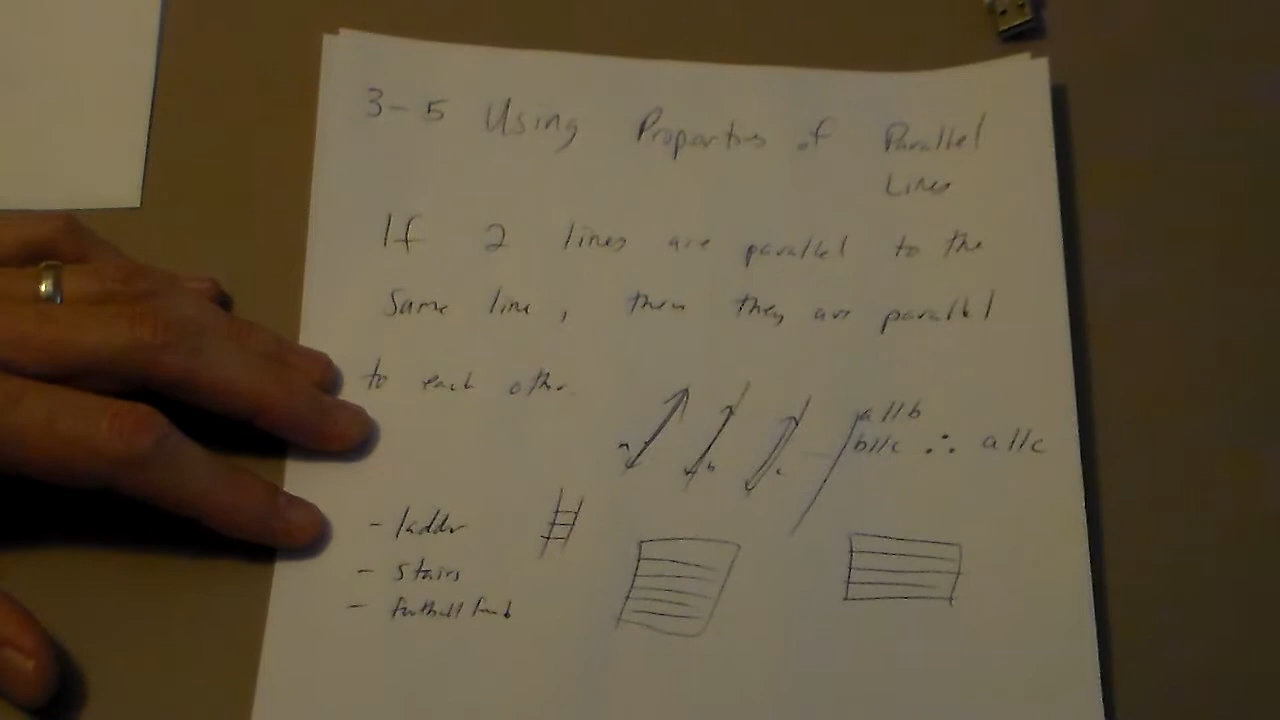 3-5 Using Properties of Parallel
Lines
If 2 lines are parallel to the
same line, then they are parallel
to each other.
a b c
a//b
b//c ∴ a//c
- ladder
- stairs
- football